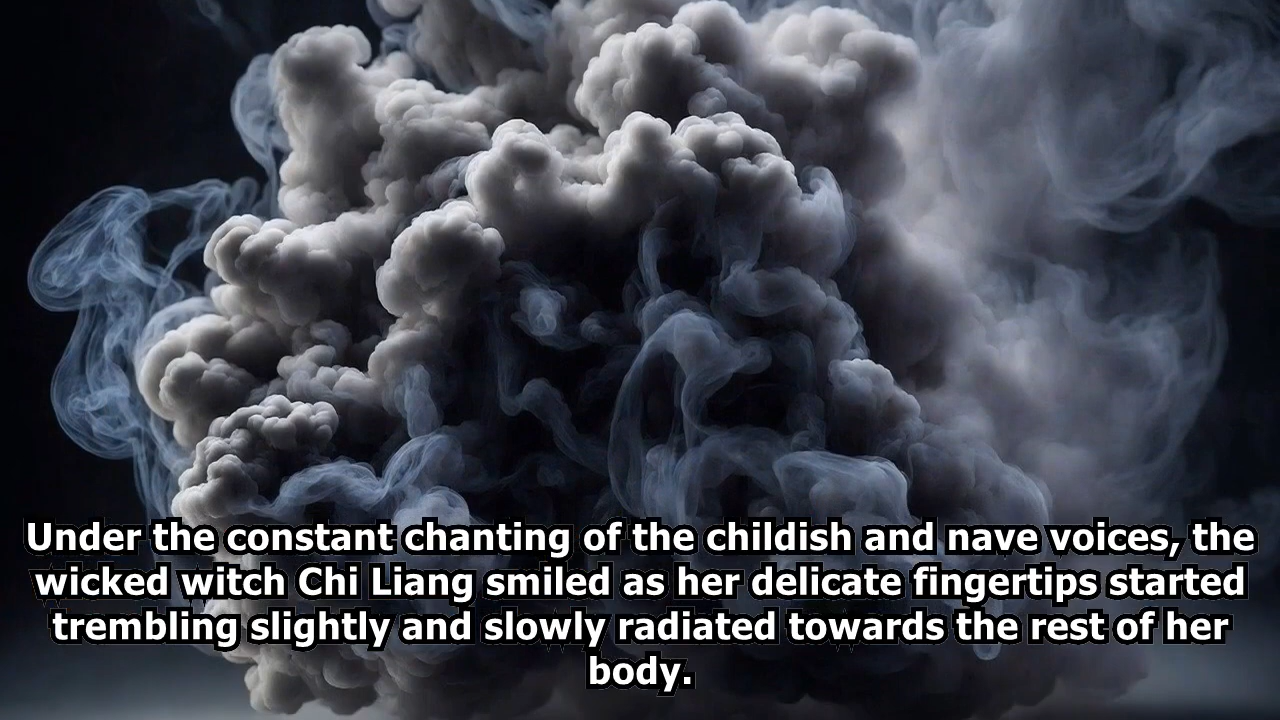 Under the constant chanting of the childish and nave voices, the
wicked witch Chi Liang smiled as her delicate fingertips started
trembling slightly and slowly radiated towards the rest of her
body.